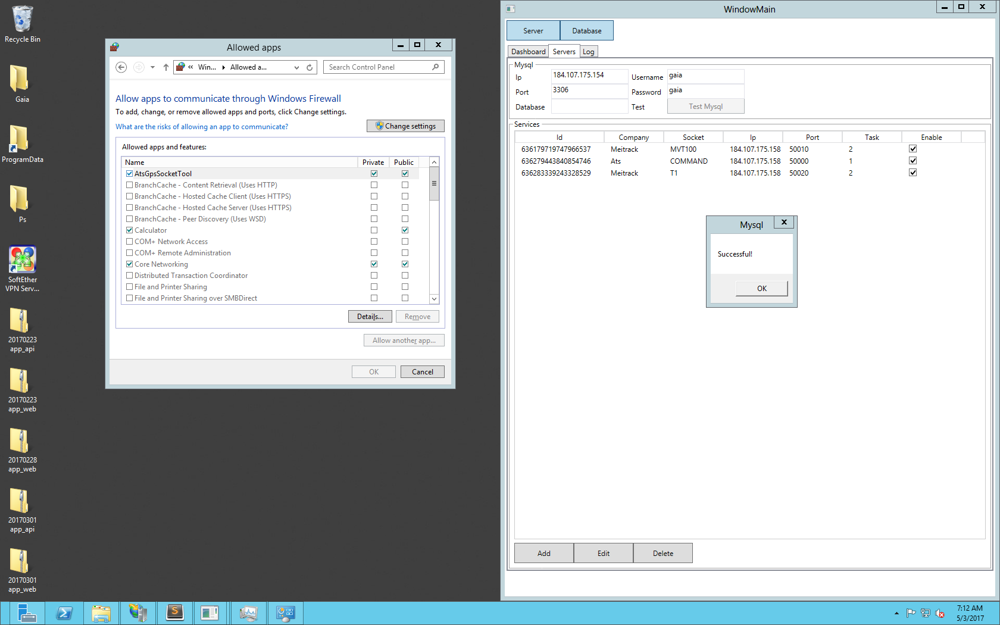 Recycle Bin
Gaia
ProgramData
Ps
SoftEther
VPN Serv...
20170223
app_api
20170223
app_web
20170228
app_web
20170301
app_api
20170301
app_web
Allowed apps
« Win... Allowed a...
Search Control Panel
Allow apps to communicate through Windows Firewall
To add, change, or remove allowed apps and ports, click Change settings.
What are the risks of allowing an app to communicate?
Change settings
Allowed apps and features:
Name Private Public
AtsGpsSocketTool
BranchCache - Content Retrieval (Uses HTTP)
BranchCache - Hosted Cache Client (Uses HTTPS)
BranchCache - Hosted Cache Server (Uses HTTPS)
BranchCache - Peer Discovery (Uses WSD)
Calculator
COM+ Network Access
COM+ Remote Administration
Core Networking
Distributed Transaction Coordinator
File and Printer Sharing
File and Printer Sharing over SMBDirect
Details... Remove
Allow another app...
OK Cancel
WindowMain
Server Database
Dashboard Servers Log
Mysql
Ip 184.107.175.154 Username gaia
Port 3306 Password gaia
Database Test Test Mysql
Services
Id Company Socket Ip Port Task Enable
636179719747966537 Meitrack MVT100 184.107.175.158 50010 2
636279443840854746 Ats COMMAND 184.107.175.158 50000 1
636283339243328529 Meitrack T1 184.107.175.158 50020 2
Mysql
Successful!
OK
Add Edit Delete
S
7:12 AM
5/3/2017